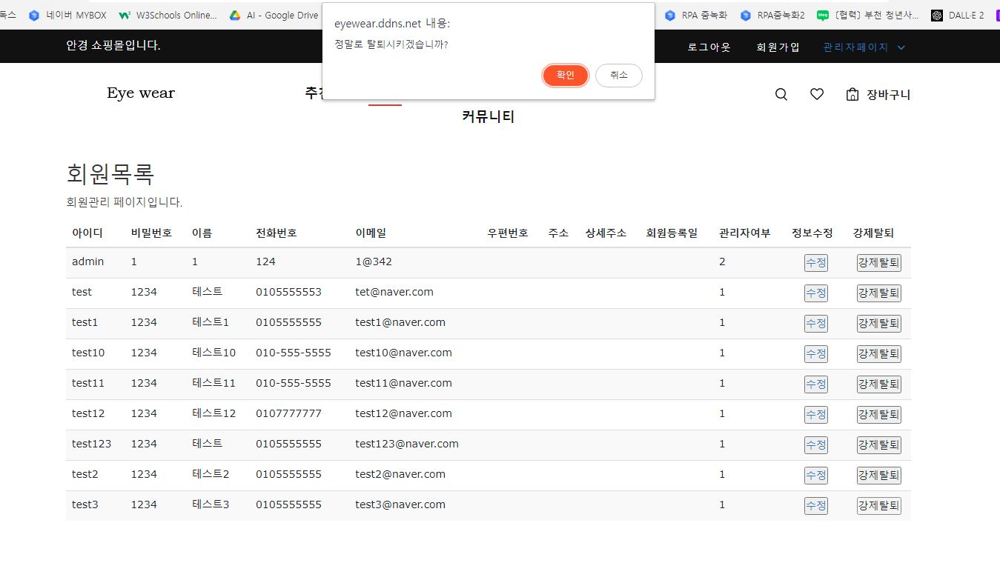 독스 네이버 MYBOX W3Schools Online... AI - Google Drive RPA 줌녹화 RPA줌녹화2 (협력) 부천 청년사... DALL·E 2
eyewear.ddns.net 내용:
정말로 탈퇴시키겠습니까?
확인 취소
안경 쇼핑몰입니다. 로그아웃 회원가입 관리자페이지
Eye wear 장바구니
커뮤니티
회원목록
회원관리 페이지입니다.
아이디 비밀번호 이름 전화번호 이메일 우편번호 주소 상세주소 회원등록일 관리자여부 정보수정 강제탈퇴
admin 1 1 124 1@342 2 수정 강제탈퇴
test 1234 테스트 0105555553 tet@naver.com 1 수정 강제탈퇴
test1 1234 테스트1 0105555555 test1@naver.com 1 수정 강제탈퇴
test10 1234 테스트10 010-555-5555 test10@naver.com 1 수정 강제탈퇴
test11 1234 테스트11 010-555-5555 test11@naver.com 1 수정 강제탈퇴
test12 1234 테스트12 0107777777 test12@naver.com 1 수정 강제탈퇴
test123 1234 테스트 0105555555 test123@naver.com 1 수정 강제탈퇴
test2 1234 테스트2 0105555555 test2@naver.com 1 수정 강제탈퇴
test3 1234 테스트3 0105555555 test3@naver.com 1 수정 강제탈퇴